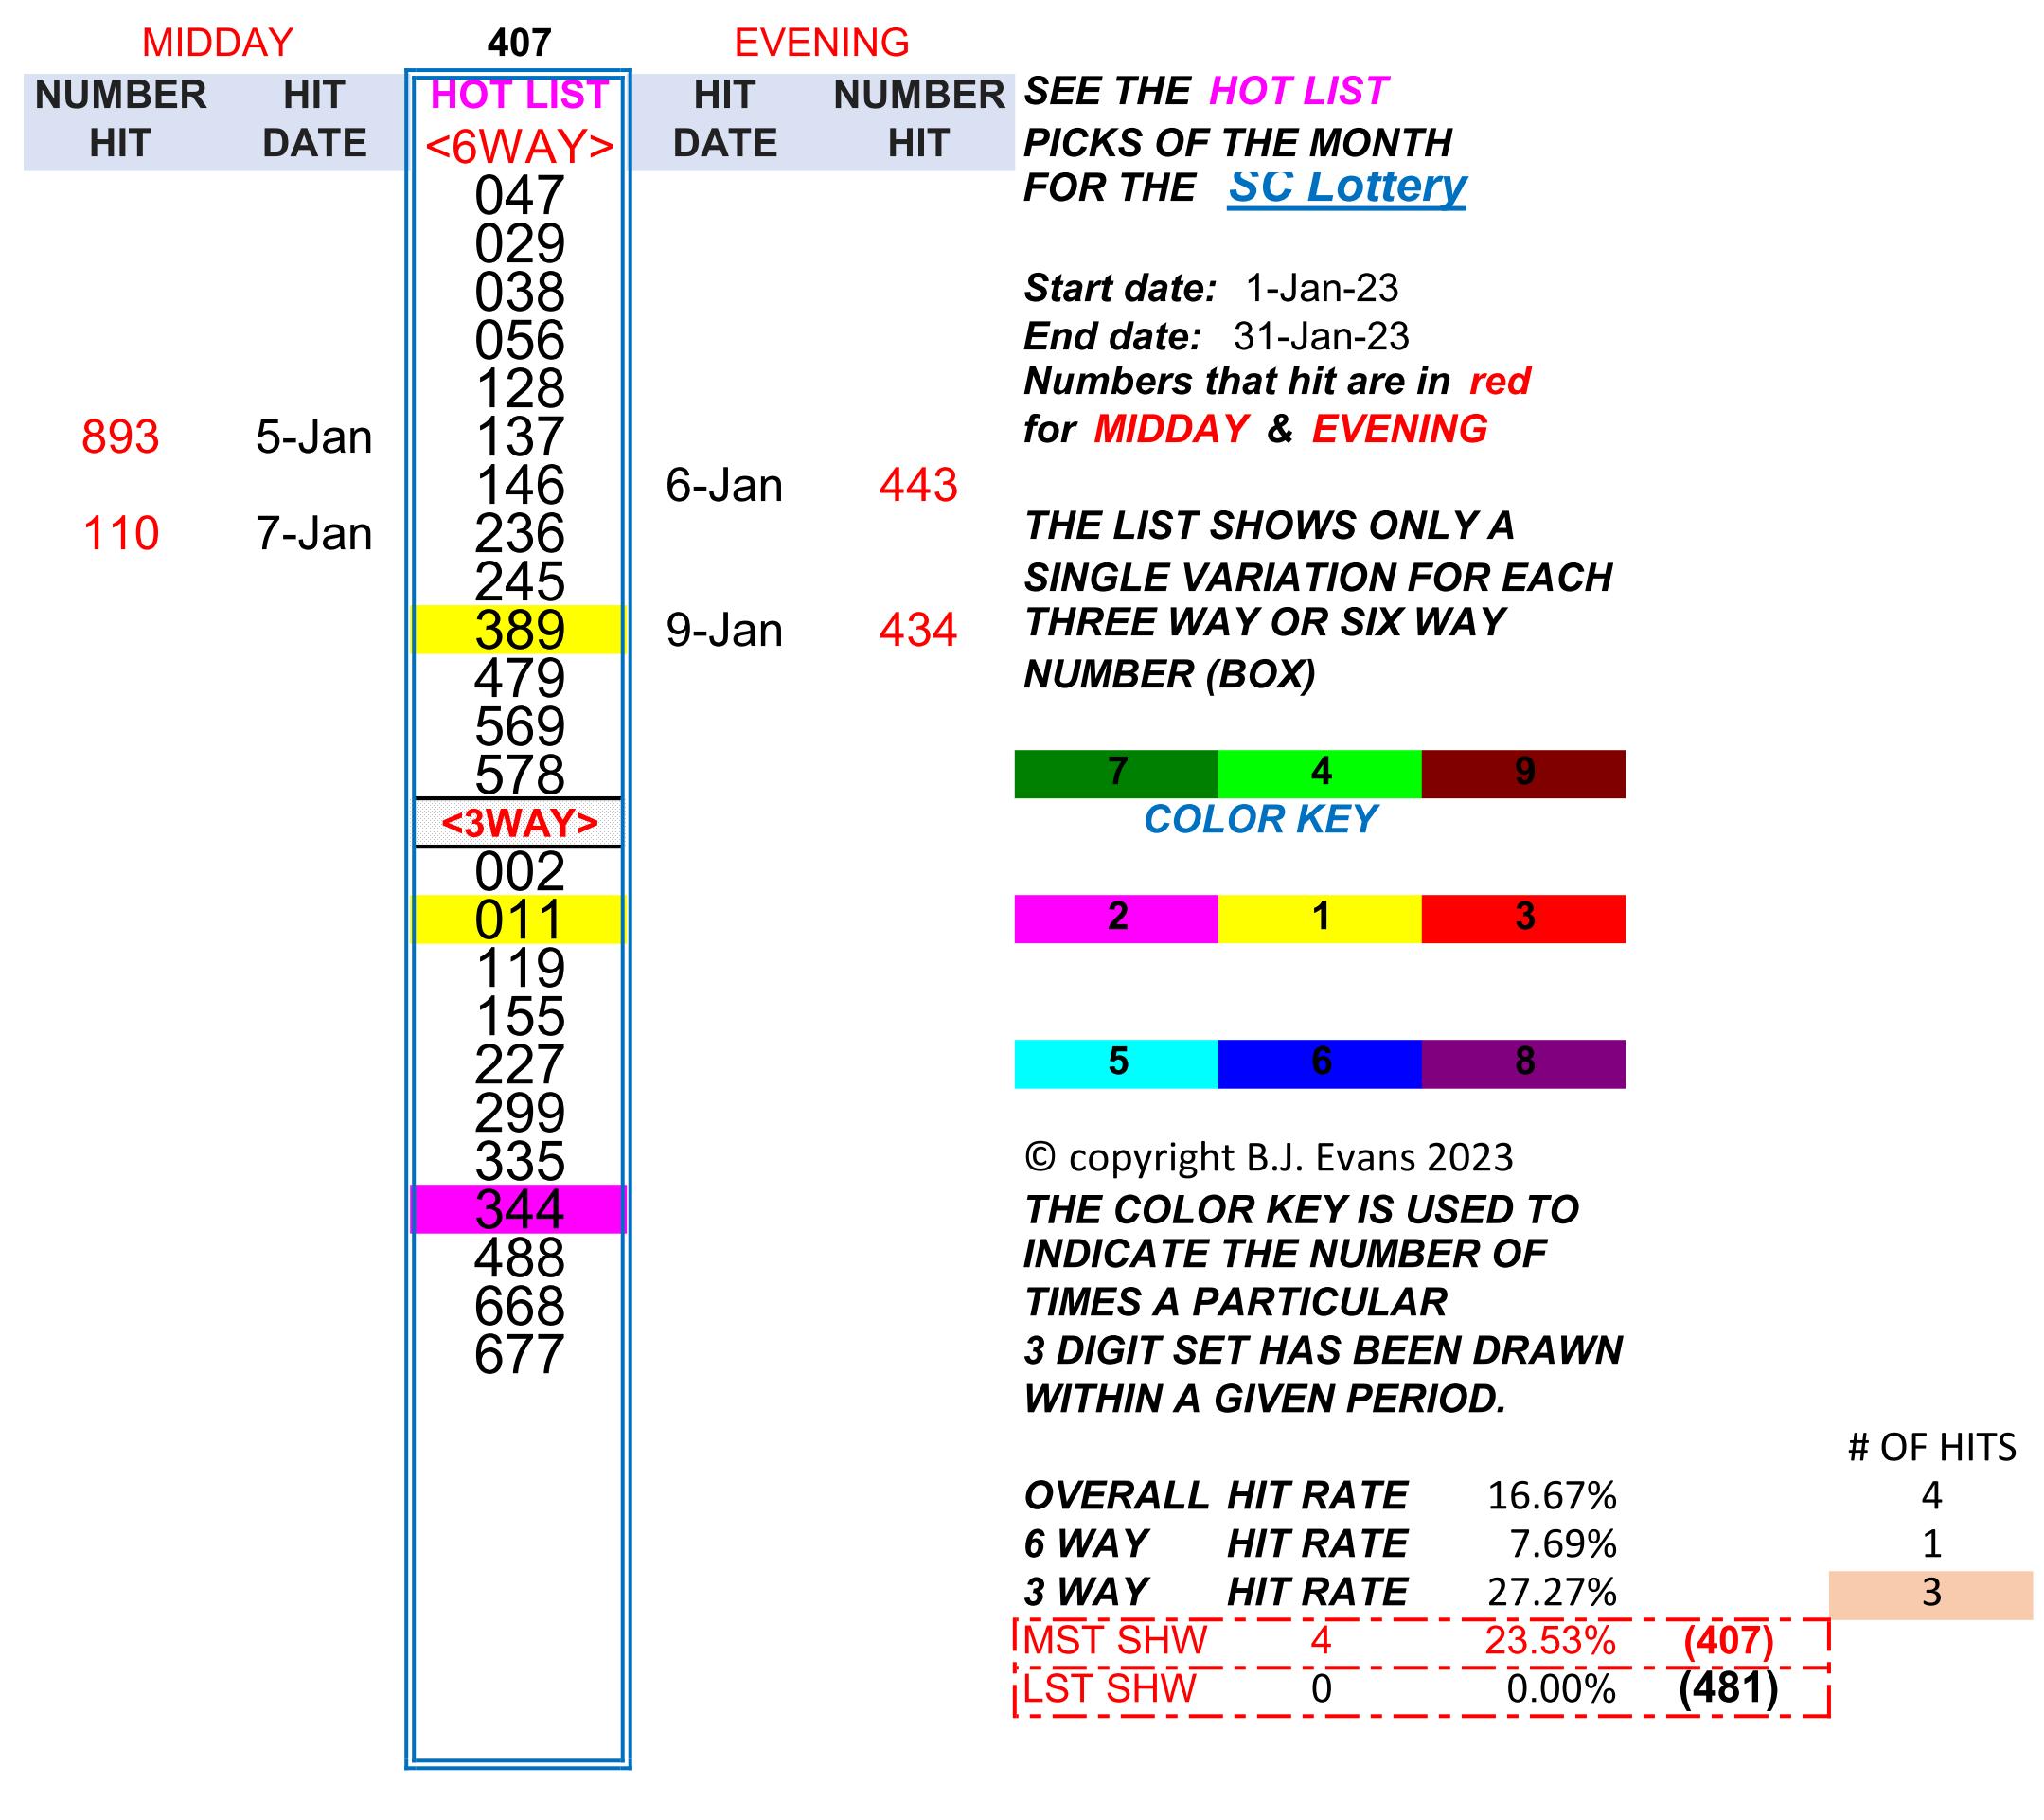 MIDDAY 407 EVENING
NUMBER HIT HOT LIST HIT NUMBER SEE THE HOT LIST
HIT DATE <6WAY> DATE HIT PICKS OF THE MONTH
047 FOR THE SC Lottery
029
038 Start date: 1-Jan-23
056 End date: 31-Jan-23
128 Numbers that hit are in red
893 5-Jan 137 for MIDDAY & EVENING
146 6-Jan 443
110 7-Jan 236 THE LIST SHOWS ONLY A
245 SINGLE VARIATION FOR EACH
389 9-Jan 434 THREE WAY OR SIX WAY
479 NUMBER (BOX)
569
578 7 4 9
<3WAY> COLOR KEY
002
011 2 1 3
119
155
227 5 6 8
299
335 © copyright B.J. Evans 2023
344 THE COLOR KEY IS USED TO
488 INDICATE THE NUMBER OF
668 TIMES A PARTICULAR
677 3 DIGIT SET HAS BEEN DRAWN
WITHIN A GIVEN PERIOD.
# OF HITS
OVERALL HIT RATE 16.67% 4
6 WAY HIT RATE 7.69% 1
3 WAY HIT RATE 27.27% 3
MST SHW 4 23.53% (407)
LST SHW 0 0.00% (481)